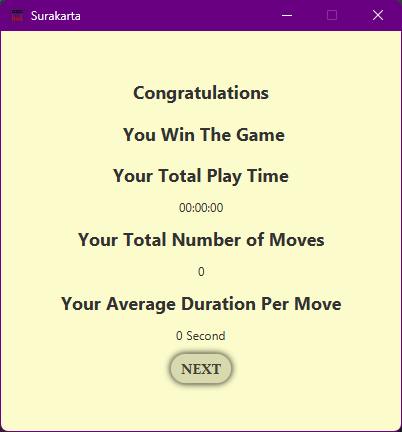 Surakarta
Congratulations
You Win The Game
Your Total Play Time
00:00:00
Your Total Number of Moves
0
Your Average Duration Per Move
0 Second
NEXT